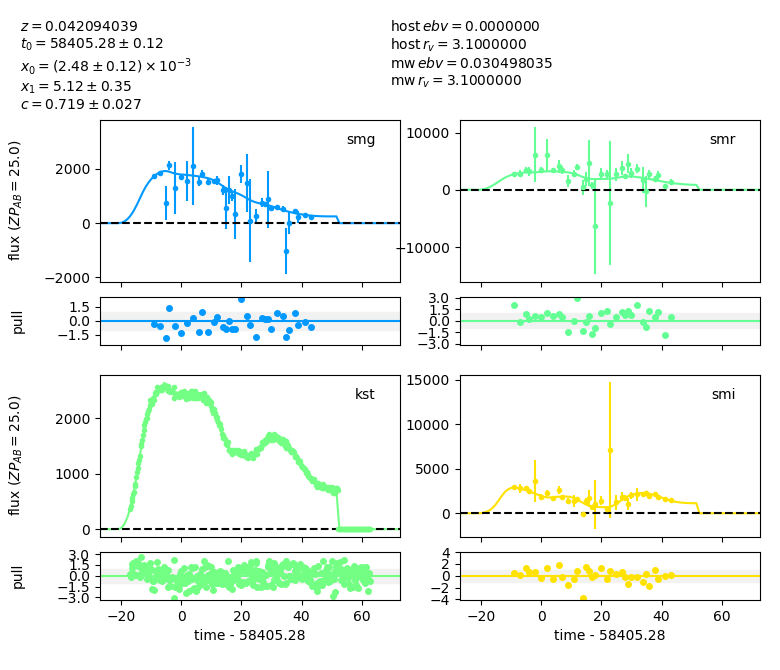 z = 0.042094039
t₀ = 58405.28 ± 0.12
x₀ = (2.48 ± 0.12) × 10⁻³
x₁ = 5.12 ± 0.35
c = 0.719 ± 0.027
host ebv = 0.0000000
host r_v = 3.1000000
mw ebv = 0.030498035
mw r_v = 3.1000000
flux (ZP_AB = 25.0)
2000
0
−2000
smg
10000
0
−10000
smr
pull
1.5
0.0
−1.5
3.0
1.5
0.0
−1.5
−3.0
flux (ZP_AB = 25.0)
2000
1000
0
kst
15000
10000
5000
0
smi
pull
3.0
1.5
0.0
−1.5
−3.0
4
2
0
−2
−4
−20 0 20 40 60
−20 0 20 40 60
time - 58405.28
time - 58405.28